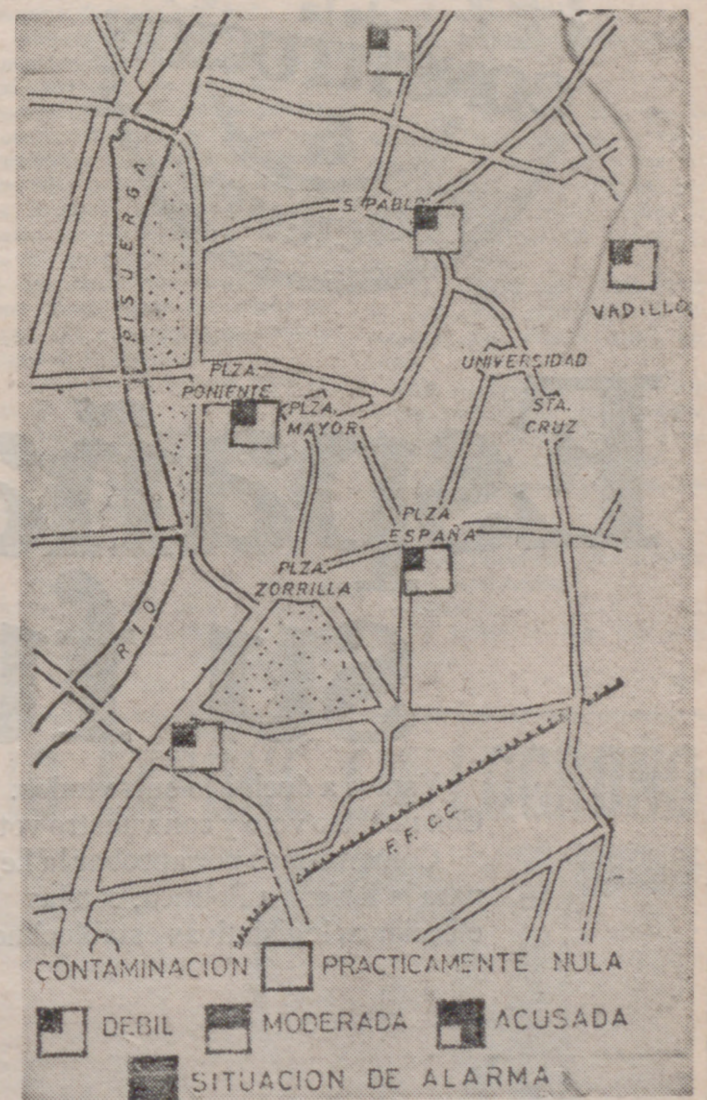 S. PABLO
PISUERGA
VADILLO
UNIVERSIDAD
PLZA.
PONIENTE
PLZA.
MAYOR
STA.
CRUZ
PLZA
ESPAÑA
PLZA.
ZORRILLA
RIO
F. F. C. C.
CONTAMINACION PRACTICAMENTE NULA
DEBIL MODERADA ACUSADA
SITUACION DE ALARMA